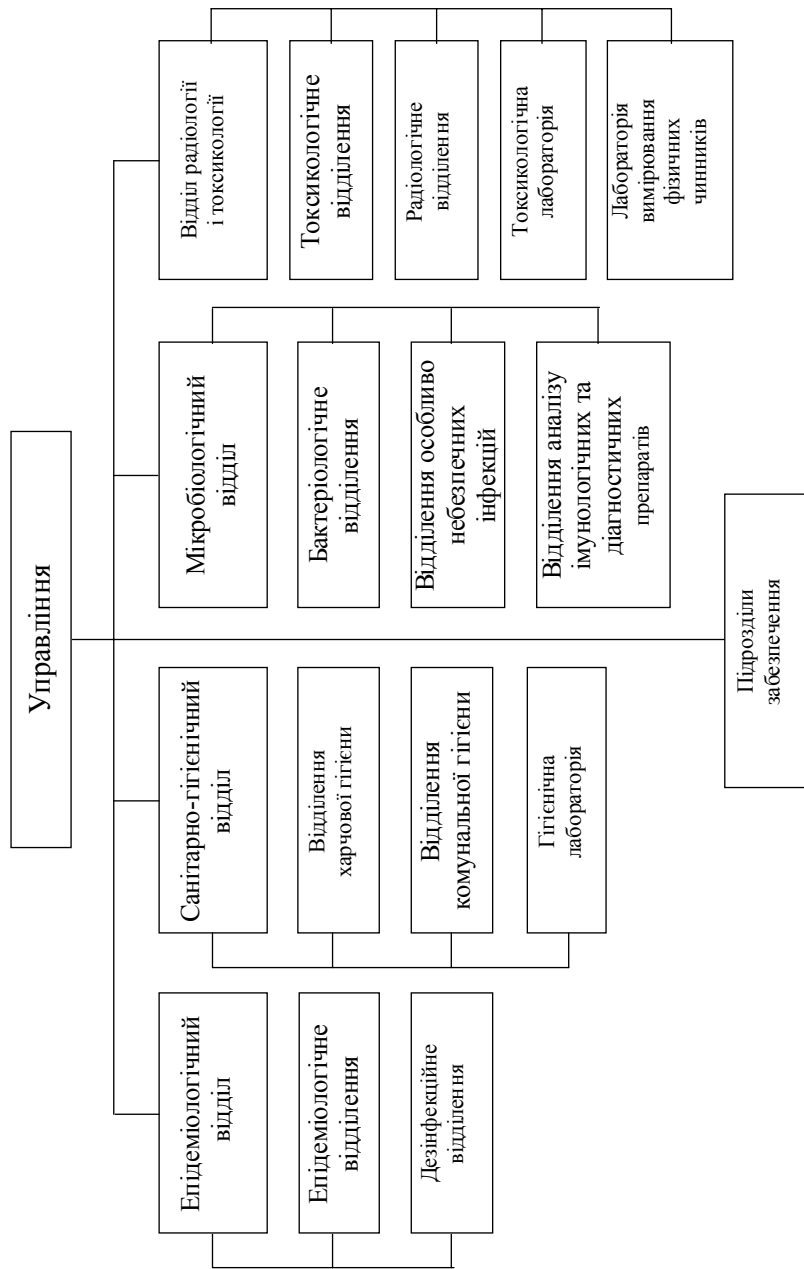 Управління
Епідеміологічний
відділ
Епідеміологічне
відділення
Дезінфекційне
відділення
Санітарно-гігієнічний
відділ
Відділення
харчової гігієни
Відділення
комунальної гігієни
Гігієнічна
лабораторія
Мікробіологічний
відділ
Бактеріологічне
відділення
Відділення особливо
небезпечних
інфекцій
Відділення аналізу
імунологічних та
діагностичних
препаратів
Відділ радіології
і токсикології
Токсикологічне
відділення
Радіологічне
відділення
Токсикологічна
лабораторія
Лабораторія
вимірювання
фізичних
чинників
Підрозділи
забезпечення